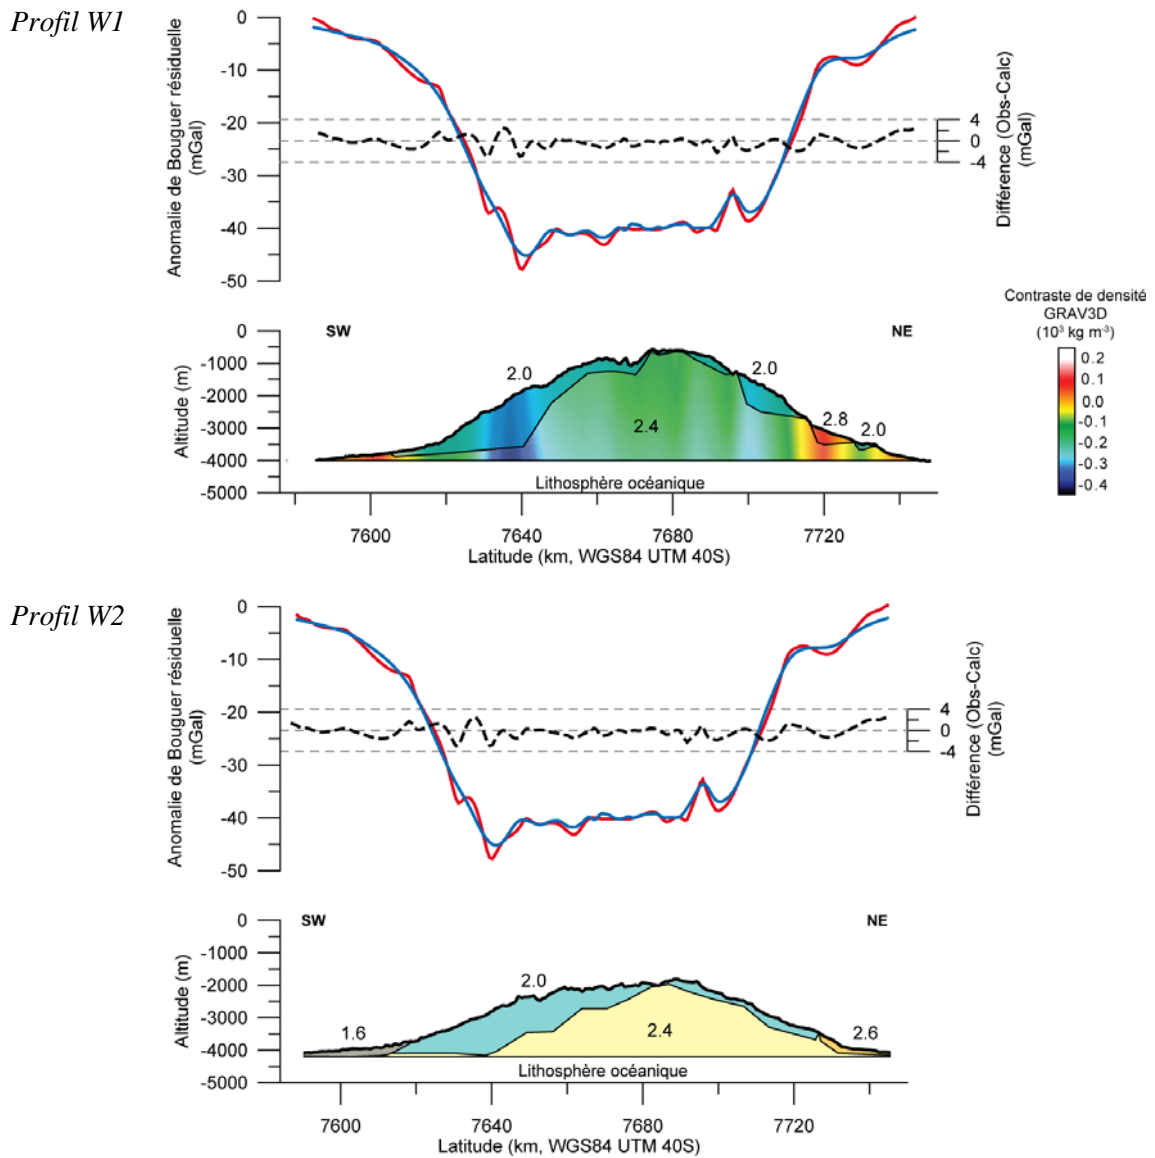 Profil W1
Anomalie de Bouguer résiduelle
(mGal)
0
-10
-20
-30
-40
-50
4
0
-4
Différence (Obs-Calc)
(mGal)
Altitude (m)
0
-1000
-2000
-3000
-4000
-5000
SW
NE
2.0
2.0
2.4
2.8
2.0
Lithosphère océanique
7600
7640
7680
7720
Latitude (km, WGS84 UTM 40S)
Contraste de densité
GRAV3D
(10³ kg m⁻³)
0.2
0.1
0.0
-0.1
-0.2
-0.3
-0.4
Profil W2
Anomalie de Bouguer résiduelle
(mGal)
0
-10
-20
-30
-40
-50
4
0
-4
Différence (Obs-Calc)
(mGal)
Altitude (m)
0
-1000
-2000
-3000
-4000
-5000
SW
NE
2.0
1.6
2.4
2.6
Lithosphère océanique
7600
7640
7680
7720
Latitude (km, WGS84 UTM 40S)